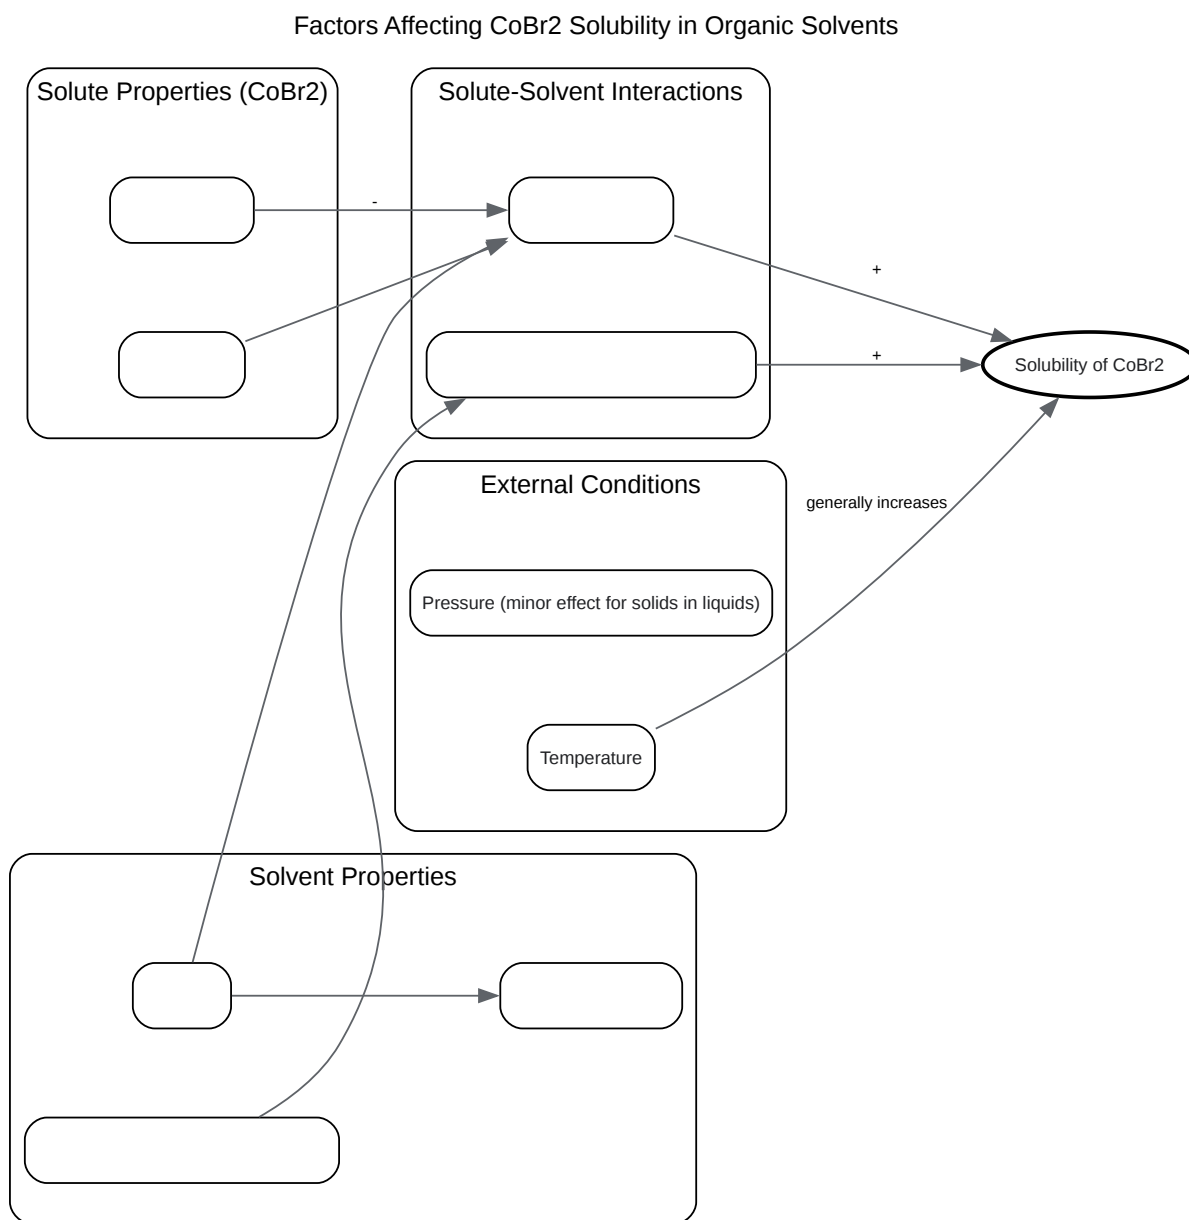 Factors Affecting CoBr2 Solubility in Organic Solvents
Solute Properties (CoBr2)
Solute-Solvent Interactions
-
+
+
Solubility of CoBr2
External Conditions
generally increases
Pressure (minor effect for solids in liquids)
Temperature
Solvent Properties